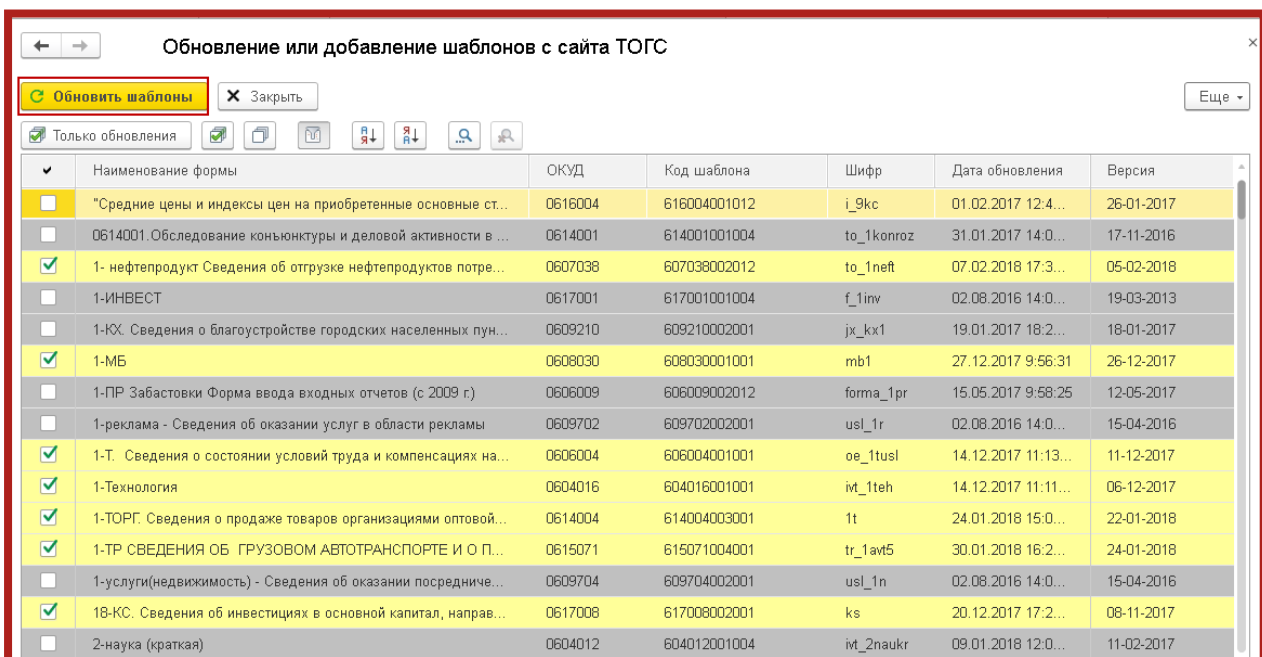 Обновление или добавление шаблонов с сайта ТОГС
Обновить шаблоны Закрыть Еще
Только обновления
Наименование формы ОКУД Код шаблона Шифр Дата обновления Версия
"Средние цены и индексы цен на приобретенные основные ст... 0616004 616004001012 i_9kc 01.02.2017 12:4... 26-01-2017
0614001.Обследование конъюнктуры и деловой активности в ... 0614001 614001001004 to_1konroz 31.01.2017 14:0... 17-11-2016
1- нефтепродукт Сведения об отгрузке нефтепродуктов потре... 0607038 607038002012 to_1neft 07.02.2018 17:3... 05-02-2018
1-ИНВЕСТ 0617001 617001001004 f_1inv 02.08.2016 14:0... 19-03-2013
1-КХ. Сведения о благоустройстве городских населенных пун... 0609210 609210002001 jx_kx1 19.01.2017 18:2... 18-01-2017
1-МБ 0608030 608030001001 mb1 27.12.2017 9:56:31 26-12-2017
1-ПР Забастовки Форма ввода входных отчетов (с 2009 г.) 0606009 606009002012 forma_1pr 15.05.2017 9:58:25 12-05-2017
1-реклама - Сведения об оказании услуг в области рекламы 0609702 609702002001 usl_1r 02.08.2016 14:0... 15-04-2016
1-Т. Сведения о состоянии условий труда и компенсациях на... 0606004 606004001001 oe_1tusl 14.12.2017 11:13... 11-12-2017
1-Технология 0604016 604016001001 ivt_1teh 14.12.2017 11:11... 06-12-2017
1-ТОРГ. Сведения о продаже товаров организациями оптовой... 0614004 614004003001 1t 24.01.2018 15:0... 22-01-2018
1-ТР СВЕДЕНИЯ ОБ ГРУЗОВОМ АВТОТРАНСПОРТЕ И О П... 0615071 615071004001 tr_1avt5 30.01.2018 16:2... 24-01-2018
1-услуги(недвижимость) - Сведения об оказании посредниче... 0609704 609704002001 usl_1n 02.08.2016 14:0... 15-04-2016
18-КС. Сведения об инвестициях в основной капитал, направ... 0617008 617008002001 ks 20.12.2017 17:2... 08-11-2017
2-наука (краткая) 0604012 604012001004 ivt_2naukr 09.01.2018 12:0... 11-02-2017